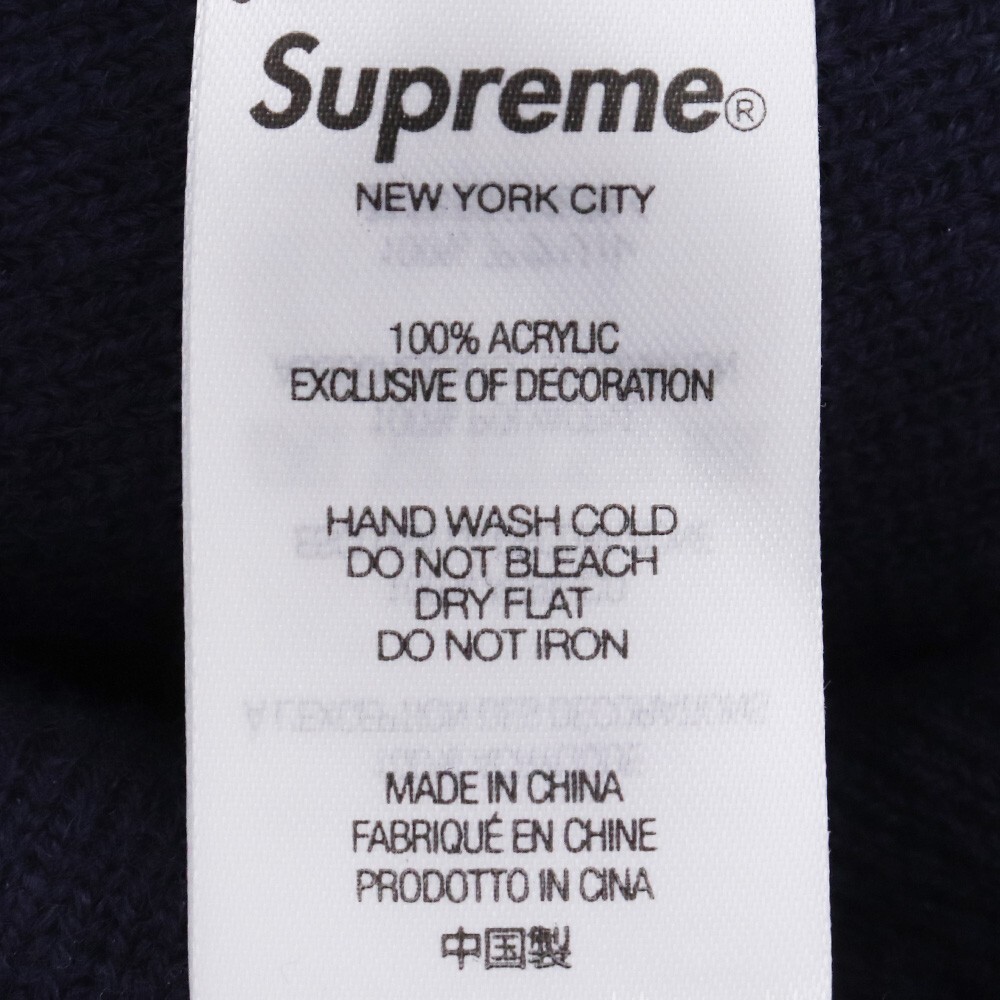 Supreme®
NEW YORK CITY
100% ACRYLIC
EXCLUSIVE OF DECORATION
HAND WASH COLD
DO NOT BLEACH
DRY FLAT
DO NOT IRON
MADE IN CHINA
FABRIQUÉ EN CHINE
PRODOTTO IN CINA
中国製